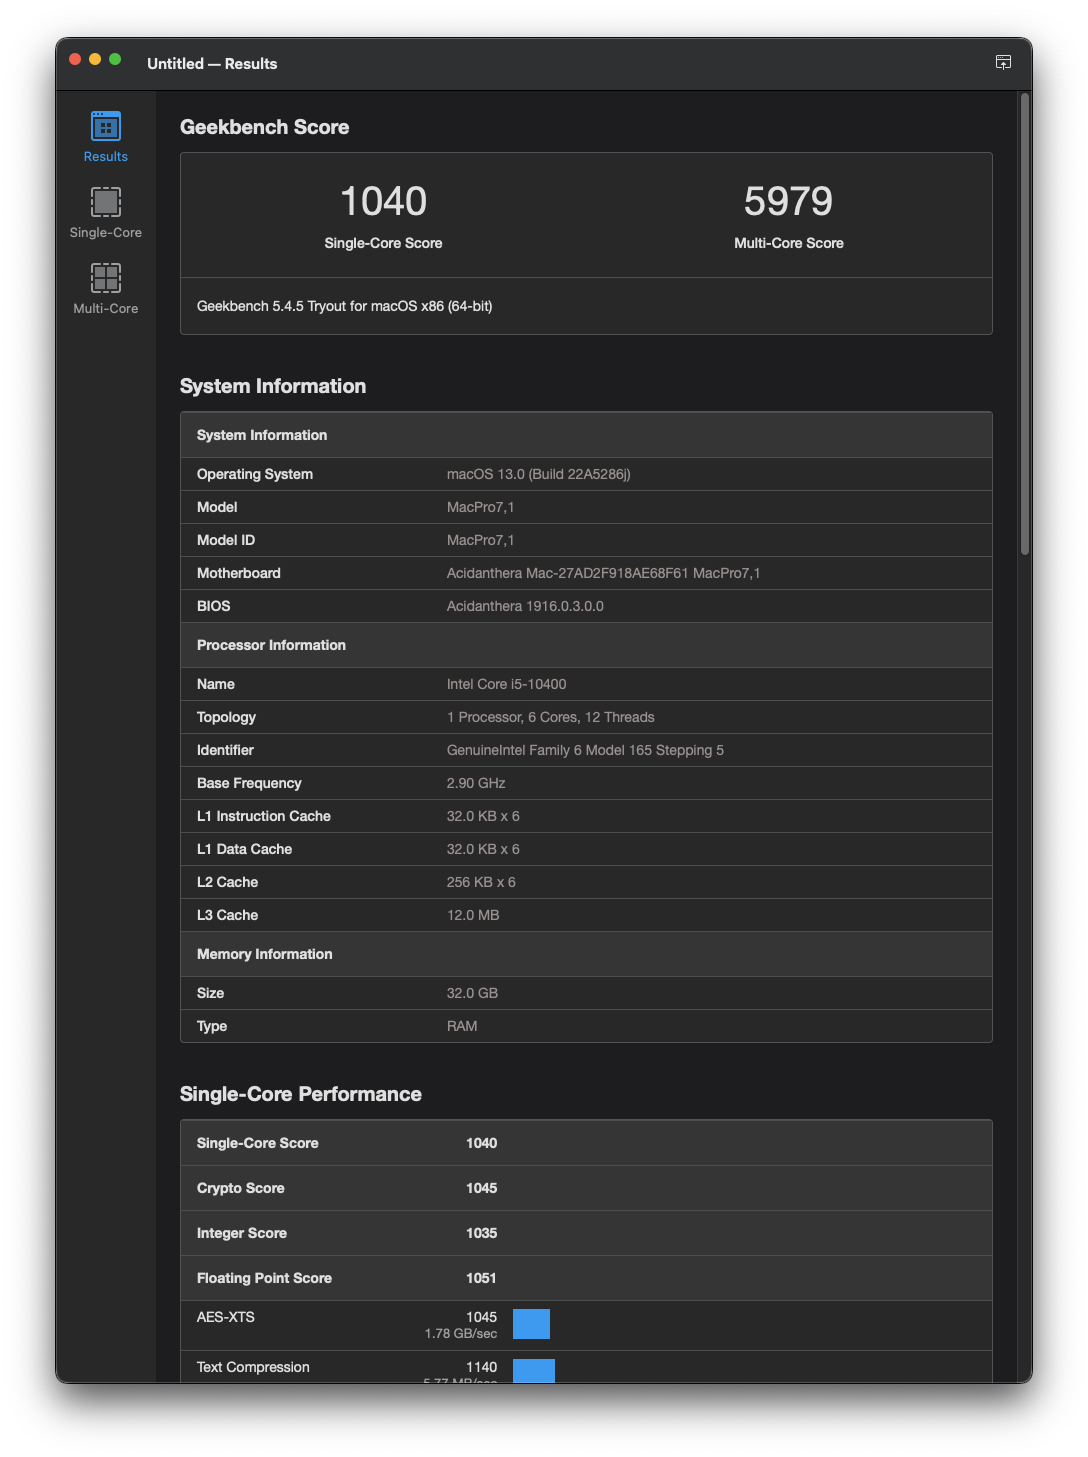 Untitled — Results
Results
Single-Core
Multi-Core
Geekbench Score
1040
Single-Core Score
5979
Multi-Core Score
Geekbench 5.4.5 Tryout for macOS x86 (64-bit)
System Information
System Information
Operating System macOS 13.0 (Build 22A5286j)
Model MacPro7,1
Model ID MacPro7,1
Motherboard Acidanthera Mac-27AD2F918AE68F61 MacPro7,1
BIOS Acidanthera 1916.0.3.0.0
Processor Information
Name Intel Core i5-10400
Topology 1 Processor, 6 Cores, 12 Threads
Identifier GenuineIntel Family 6 Model 165 Stepping 5
Base Frequency 2.90 GHz
L1 Instruction Cache 32.0 KB x 6
L1 Data Cache 32.0 KB x 6
L2 Cache 256 KB x 6
L3 Cache 12.0 MB
Memory Information
Size 32.0 GB
Type RAM
Single-Core Performance
Single-Core Score 1040
Crypto Score 1045
Integer Score 1035
Floating Point Score 1051
AES-XTS 1045
1.78 GB/sec
Text Compression 1140
5.77 MB/sec